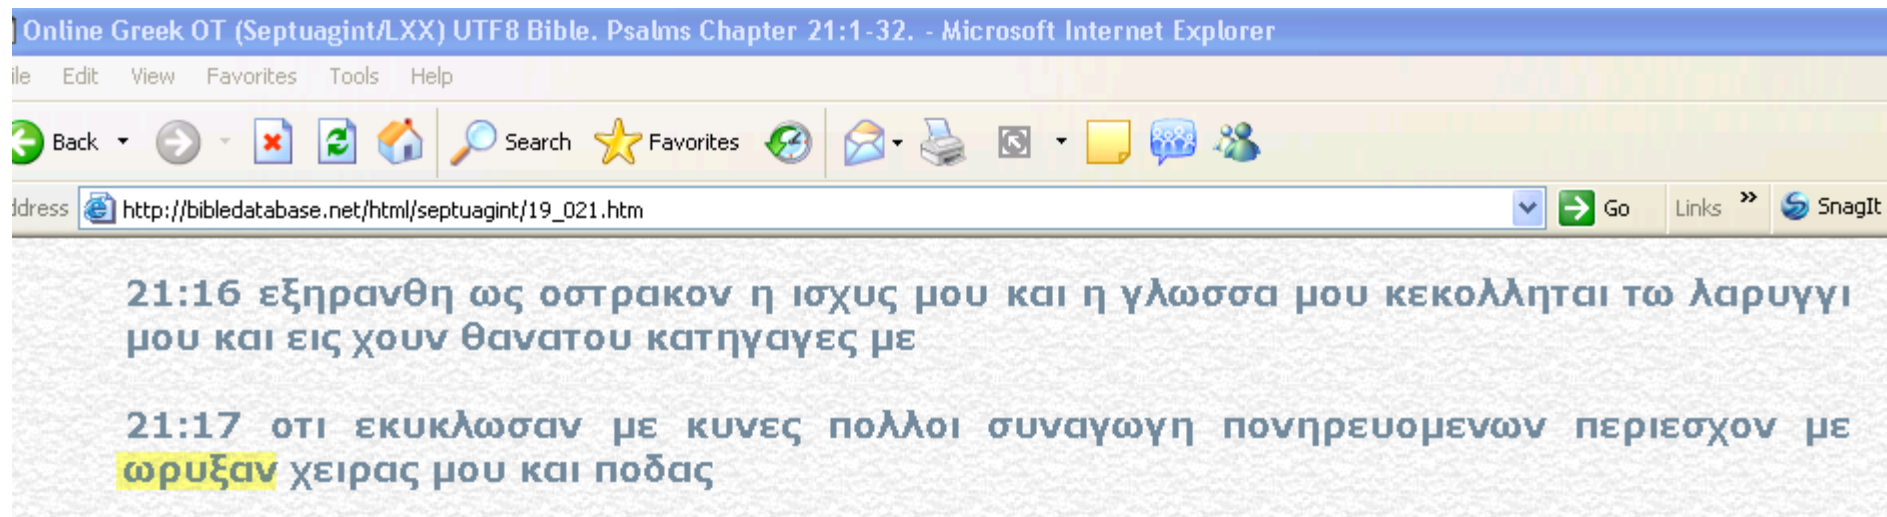 Online Greek OT (Septuagint/LXX) UTF8 Bible. Psalms Chapter 21:1-32. - Microsoft Internet Explorer
ile Edit View Favorites Tools Help
Back Search Favorites
ddress http://bibledatabase.net/html/septuagint/19_021.htm Go Links » SnagIt
21:16 εξηρανθη ως οστρακον η ισχυς μου και η γλωσσα μου κεκολληται τω λαρυγγι
μου και εις χουν θανατου κατηγαγες με
21:17 οτι εκυκλωσαν με κυνες πολλοι συναγωγη πονηρευομενων περιεσχον με
ωρυξαν χειρας μου και ποδας